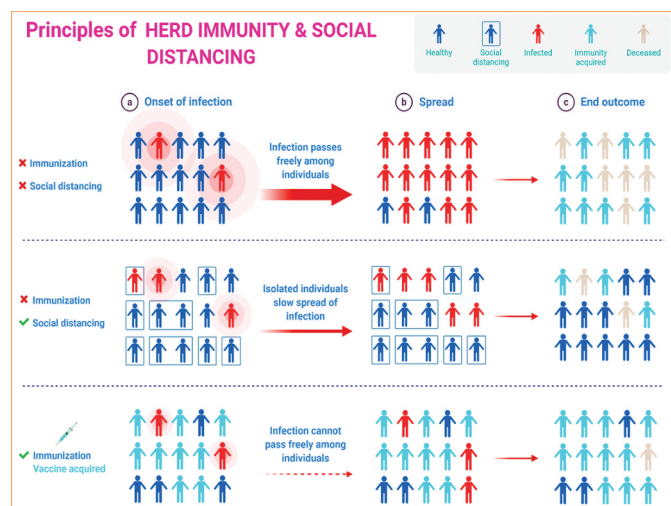 Principles of HERD IMMUNITY & SOCIAL
DISTANCING
Healthy
Social
distancing
Infected
Immunity
acquired
Deceased
a Onset of infection
b Spread
c End outcome
Immunization
Social distancing
Infection passes
freely among
individuals
Immunization
Social distancing
Isolated individuals
slow spread of
infection
Immunization
Vaccine acquired
Infection cannot
pass freely among
individuals